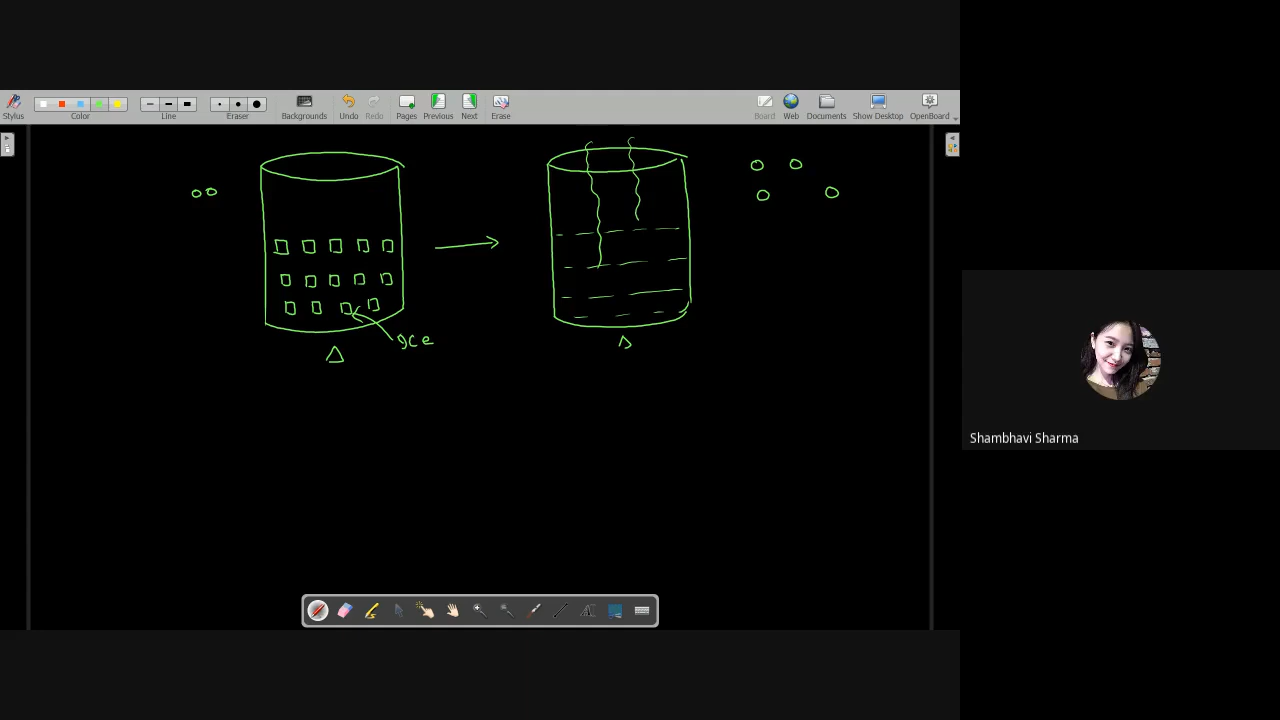 Stylus Color Line Eraser Backgrounds Undo Redo Pages Previous Next Erase Board Web Documents Show Desktop OpenBoard
Ice
Shambhavi Sharma